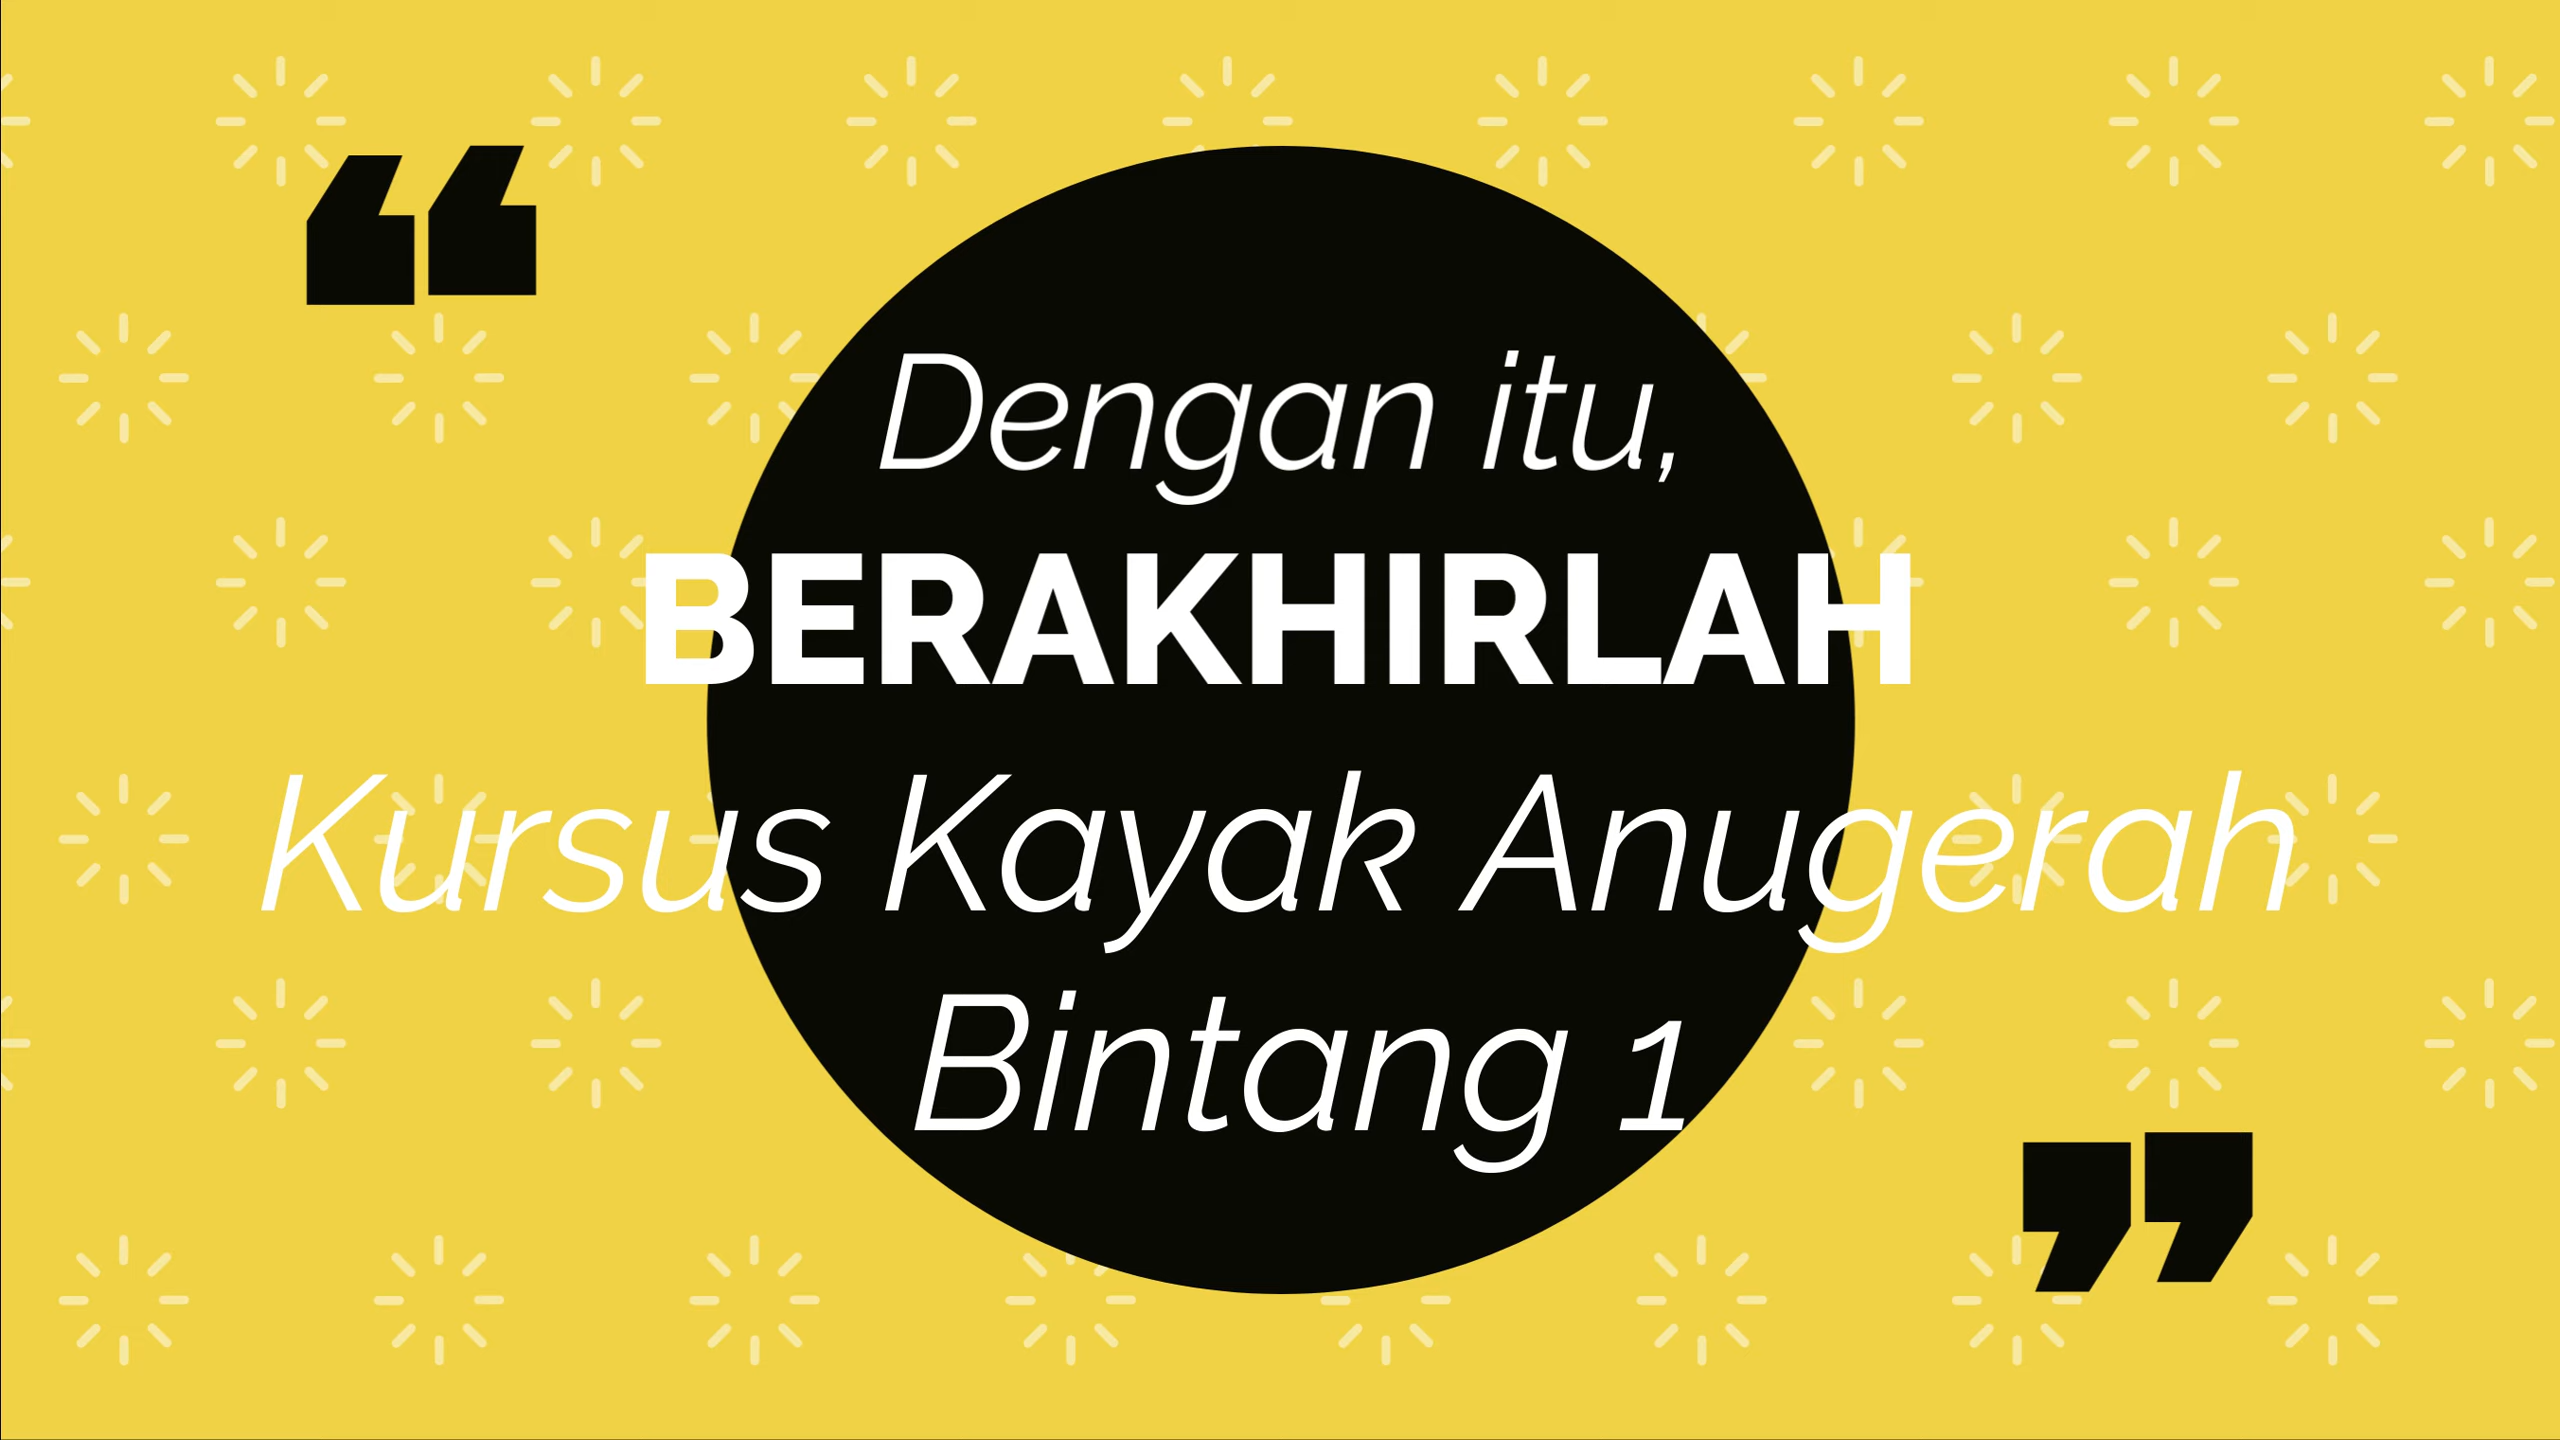 “
Dengan itu,
BERAKHIRLAH
Kursus Kayak Anugerah
Bintang 1
”